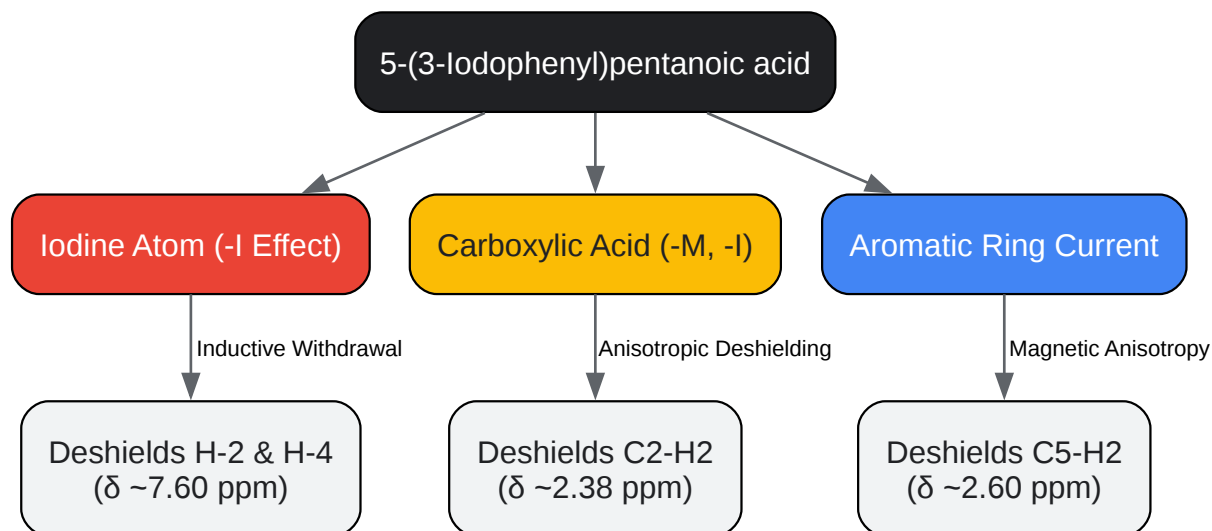 5-(3-Iodophenyl)pentanoic acid
Iodine Atom (-I Effect)
Carboxylic Acid (-M, -I)
Aromatic Ring Current
Inductive Withdrawal
Anisotropic Deshielding
Magnetic Anisotropy
Deshields H-2 & H-4
(δ ~7.60 ppm)
Deshields C2-H2
(δ ~2.38 ppm)
Deshields C5-H2
(δ ~2.60 ppm)